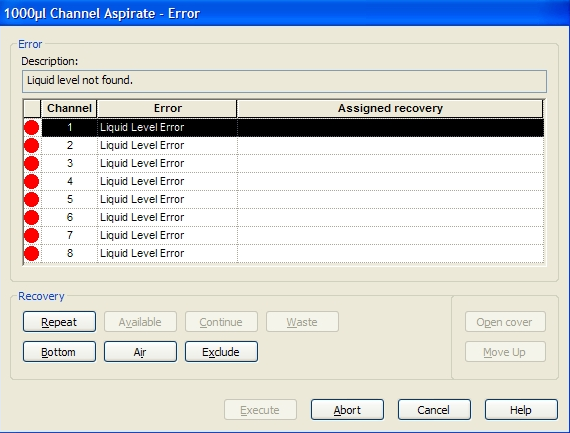 1000µl Channel Aspirate - Error
Error
Description:
Liquid level not found.
Channel Error Assigned recovery
1 Liquid Level Error
2 Liquid Level Error
3 Liquid Level Error
4 Liquid Level Error
5 Liquid Level Error
6 Liquid Level Error
7 Liquid Level Error
8 Liquid Level Error
Recovery
Repeat Available Continue Waste Open cover
Bottom Air Exclude Move Up
Execute Abort Cancel Help